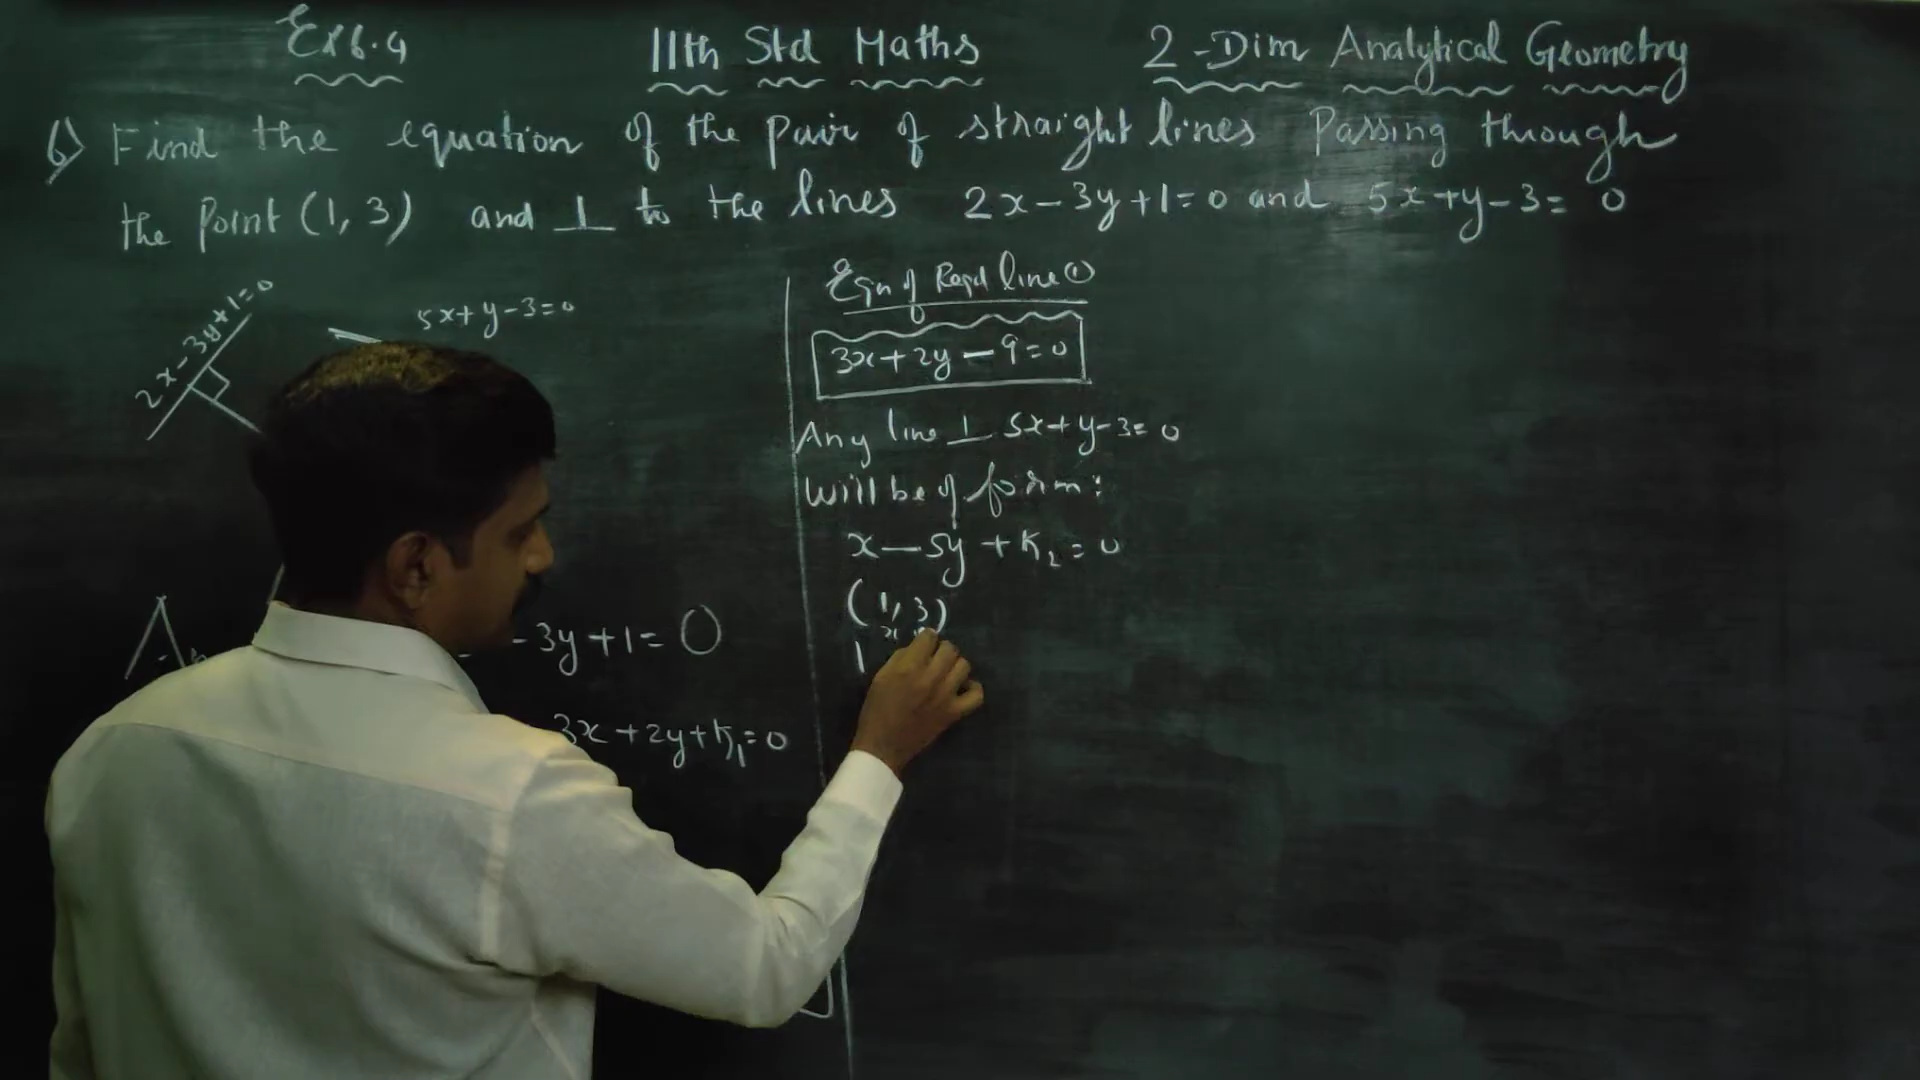 Ex 6.4 11th Std Maths 2-Dim Analytical Geometry
6) Find the equation of the pair of straight lines Passing through
the Point (1, 3) and ⊥ to the lines 2x-3y+1=0 and 5x+y-3=0
2x-3y+1=0
5x+y-3=0
-3y+1=0
3x+2y+K₁=0
Eqn of Reqd line ①
3x+2y-9=0
Any line ⊥ 5x+y-3=0
Will be of form:
x-5y+K₂=0
(1, 3)
x
1